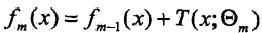 f_m(x) = f_{m-1}(x) + T(x;Θ_m)